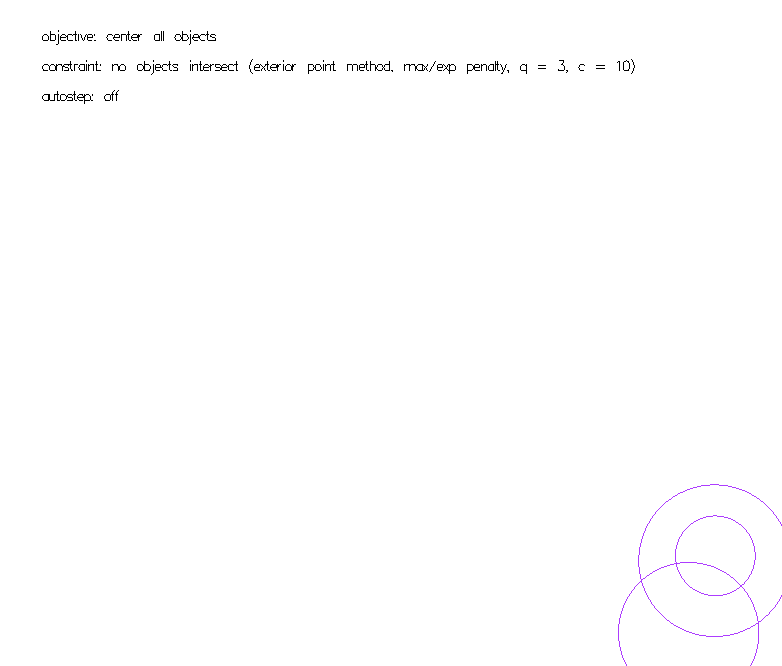 objective: center all objects
constraint: no objects intersect (exterior point method, max/exp penalty, q = 3, c = 10)
autostep: off